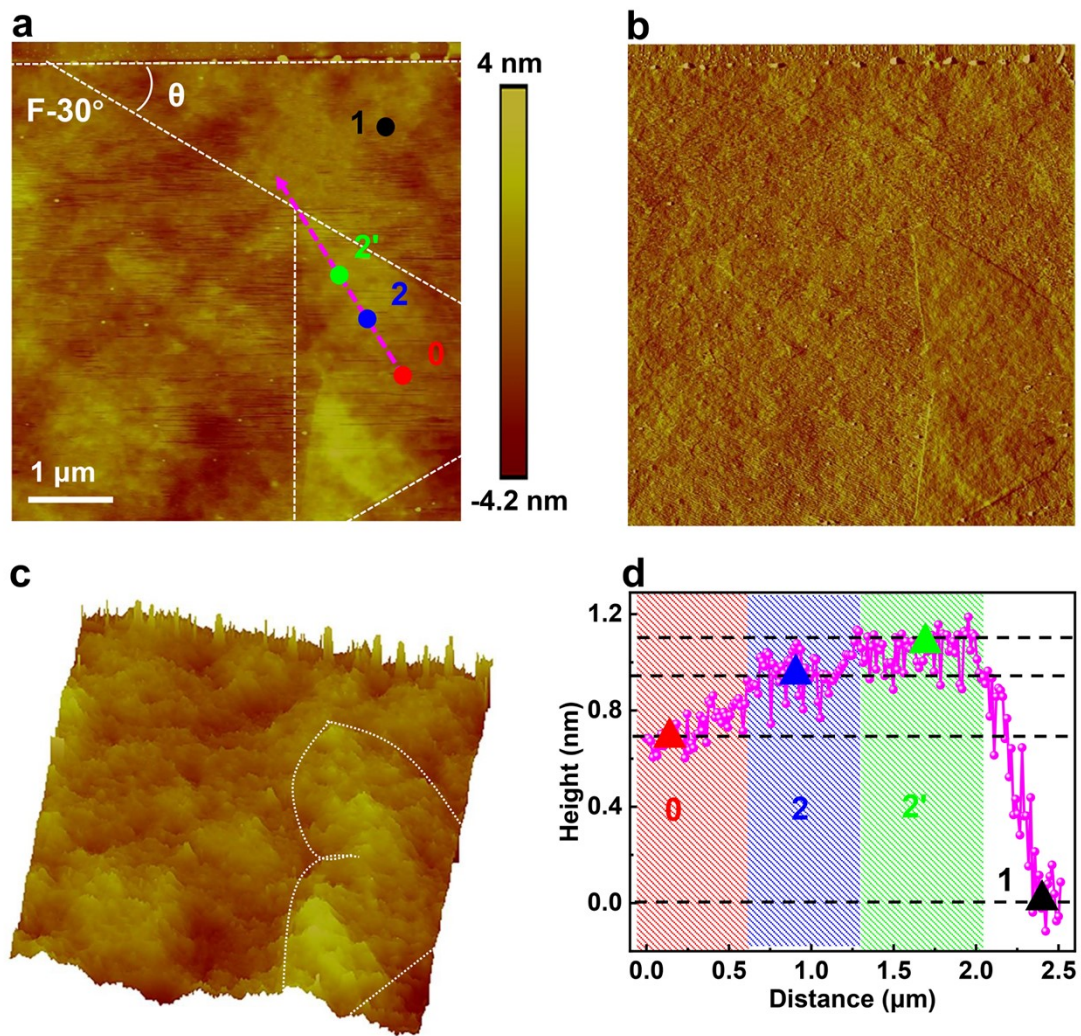 a
F-30°
θ
1
2'
2
0
1 μm
4 nm
-4.2 nm
b
c
d
Height (nm)
1.2
0.8
0.4
0.0
0
2
2'
1
0.0 0.5 1.0 1.5 2.0 2.5
Distance (μm)